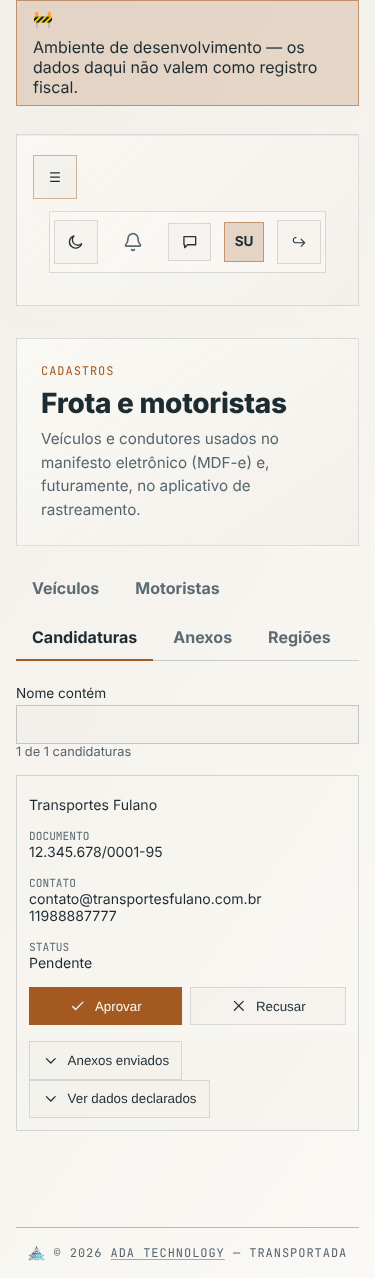 🚧
Ambiente de desenvolvimento — os
dados daqui não valem como registro
fiscal.
☰
SU
CADASTROS
Frota e motoristas
Veículos e condutores usados no
manifesto eletrônico (MDF-e) e,
futuramente, no aplicativo de
rastreamento.
Veículos Motoristas
Candidaturas Anexos Regiões
Nome contém
1 de 1 candidaturas
Transportes Fulano
DOCUMENTO
12.345.678/0001-95
CONTATO
contato@transportesfulano.com.br
11988887777
STATUS
Pendente
Aprovar Recusar
Anexos enviados
Ver dados declarados
© 2026 ADA TECHNOLOGY — TRANSPORTADA